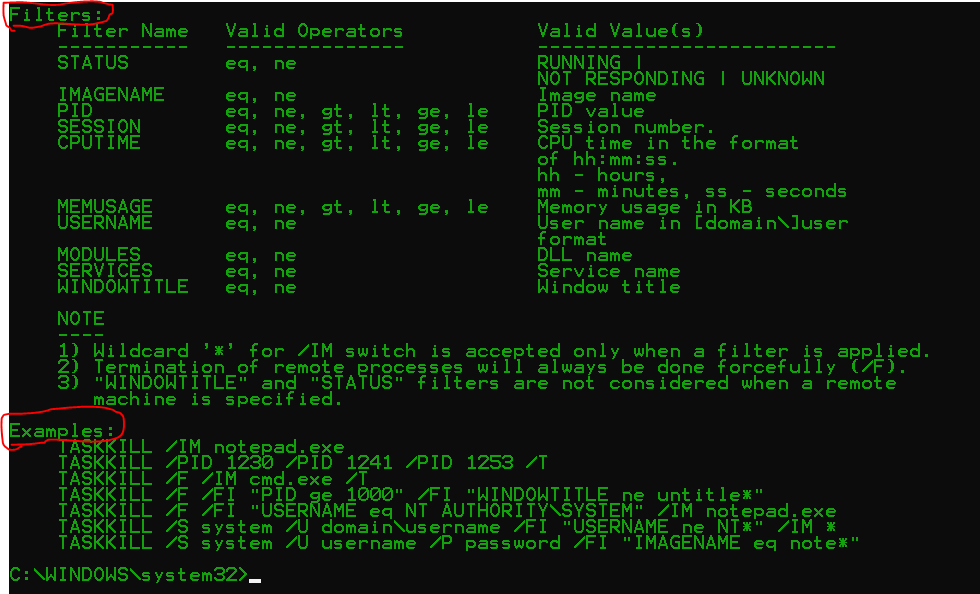 Filters:
Filter Name Valid Operators Valid Value(s)
----------- --------------- -------------------------
STATUS eq, ne RUNNING |
NOT RESPONDING | UNKNOWN
IMAGENAME eq, ne Image name
PID eq, ne, gt, lt, ge, le PID value
SESSION eq, ne, gt, lt, ge, le Session number.
CPUTIME eq, ne, gt, lt, ge, le CPU time in the format
of hh:mm:ss.
hh - hours,
mm - minutes, ss - seconds
MEMUSAGE eq, ne, gt, lt, ge, le Memory usage in KB
USERNAME eq, ne User name in [domain\]user
format
MODULES eq, ne DLL name
SERVICES eq, ne Service name
WINDOWTITLE eq, ne Window title
NOTE
----
1) Wildcard '*' for /IM switch is accepted only when a filter is applied.
2) Termination of remote processes will always be done forcefully (/F).
3) "WINDOWTITLE" and "STATUS" filters are not considered when a remote
machine is specified.
Examples:
TASKKILL /IM notepad.exe
TASKKILL /PID 1230 /PID 1241 /PID 1253 /T
TASKKILL /F /IM cmd.exe /T
TASKKILL /F /FI "PID ge 1000" /FI "WINDOWTITLE ne untitle*"
TASKKILL /F /FI "USERNAME eq NT AUTHORITY\SYSTEM" /IM notepad.exe
TASKKILL /S system /U domain\username /FI "USERNAME ne NT*" /IM *
TASKKILL /S system /U username /P password /FI "IMAGENAME eq note*"
C:\WINDOWS\system32>